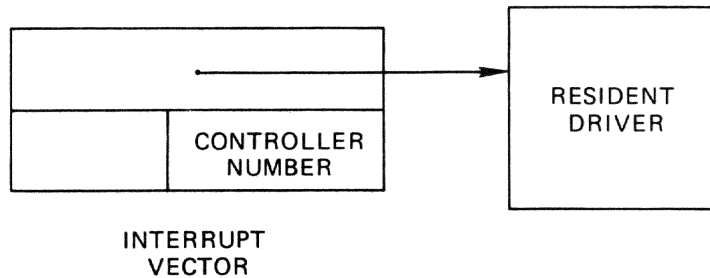 RESIDENT
DRIVER
CONTROLLER
NUMBER
INTERRUPT
VECTOR